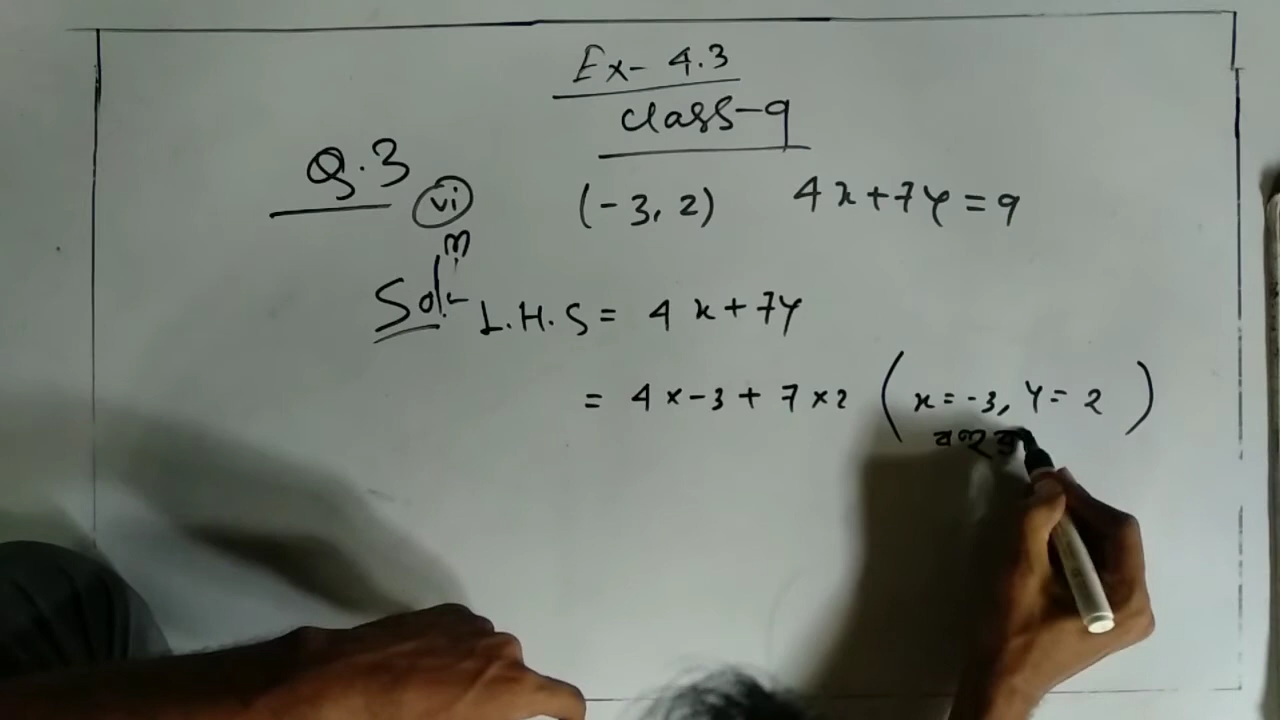 Ex- 4.3
class-9
Q.3
(vi) (-3, 2) 4x+7y=9
Solⁿ:- L.H.S = 4x+7y
= 4×-3+7×2 (x=-3, y=2)